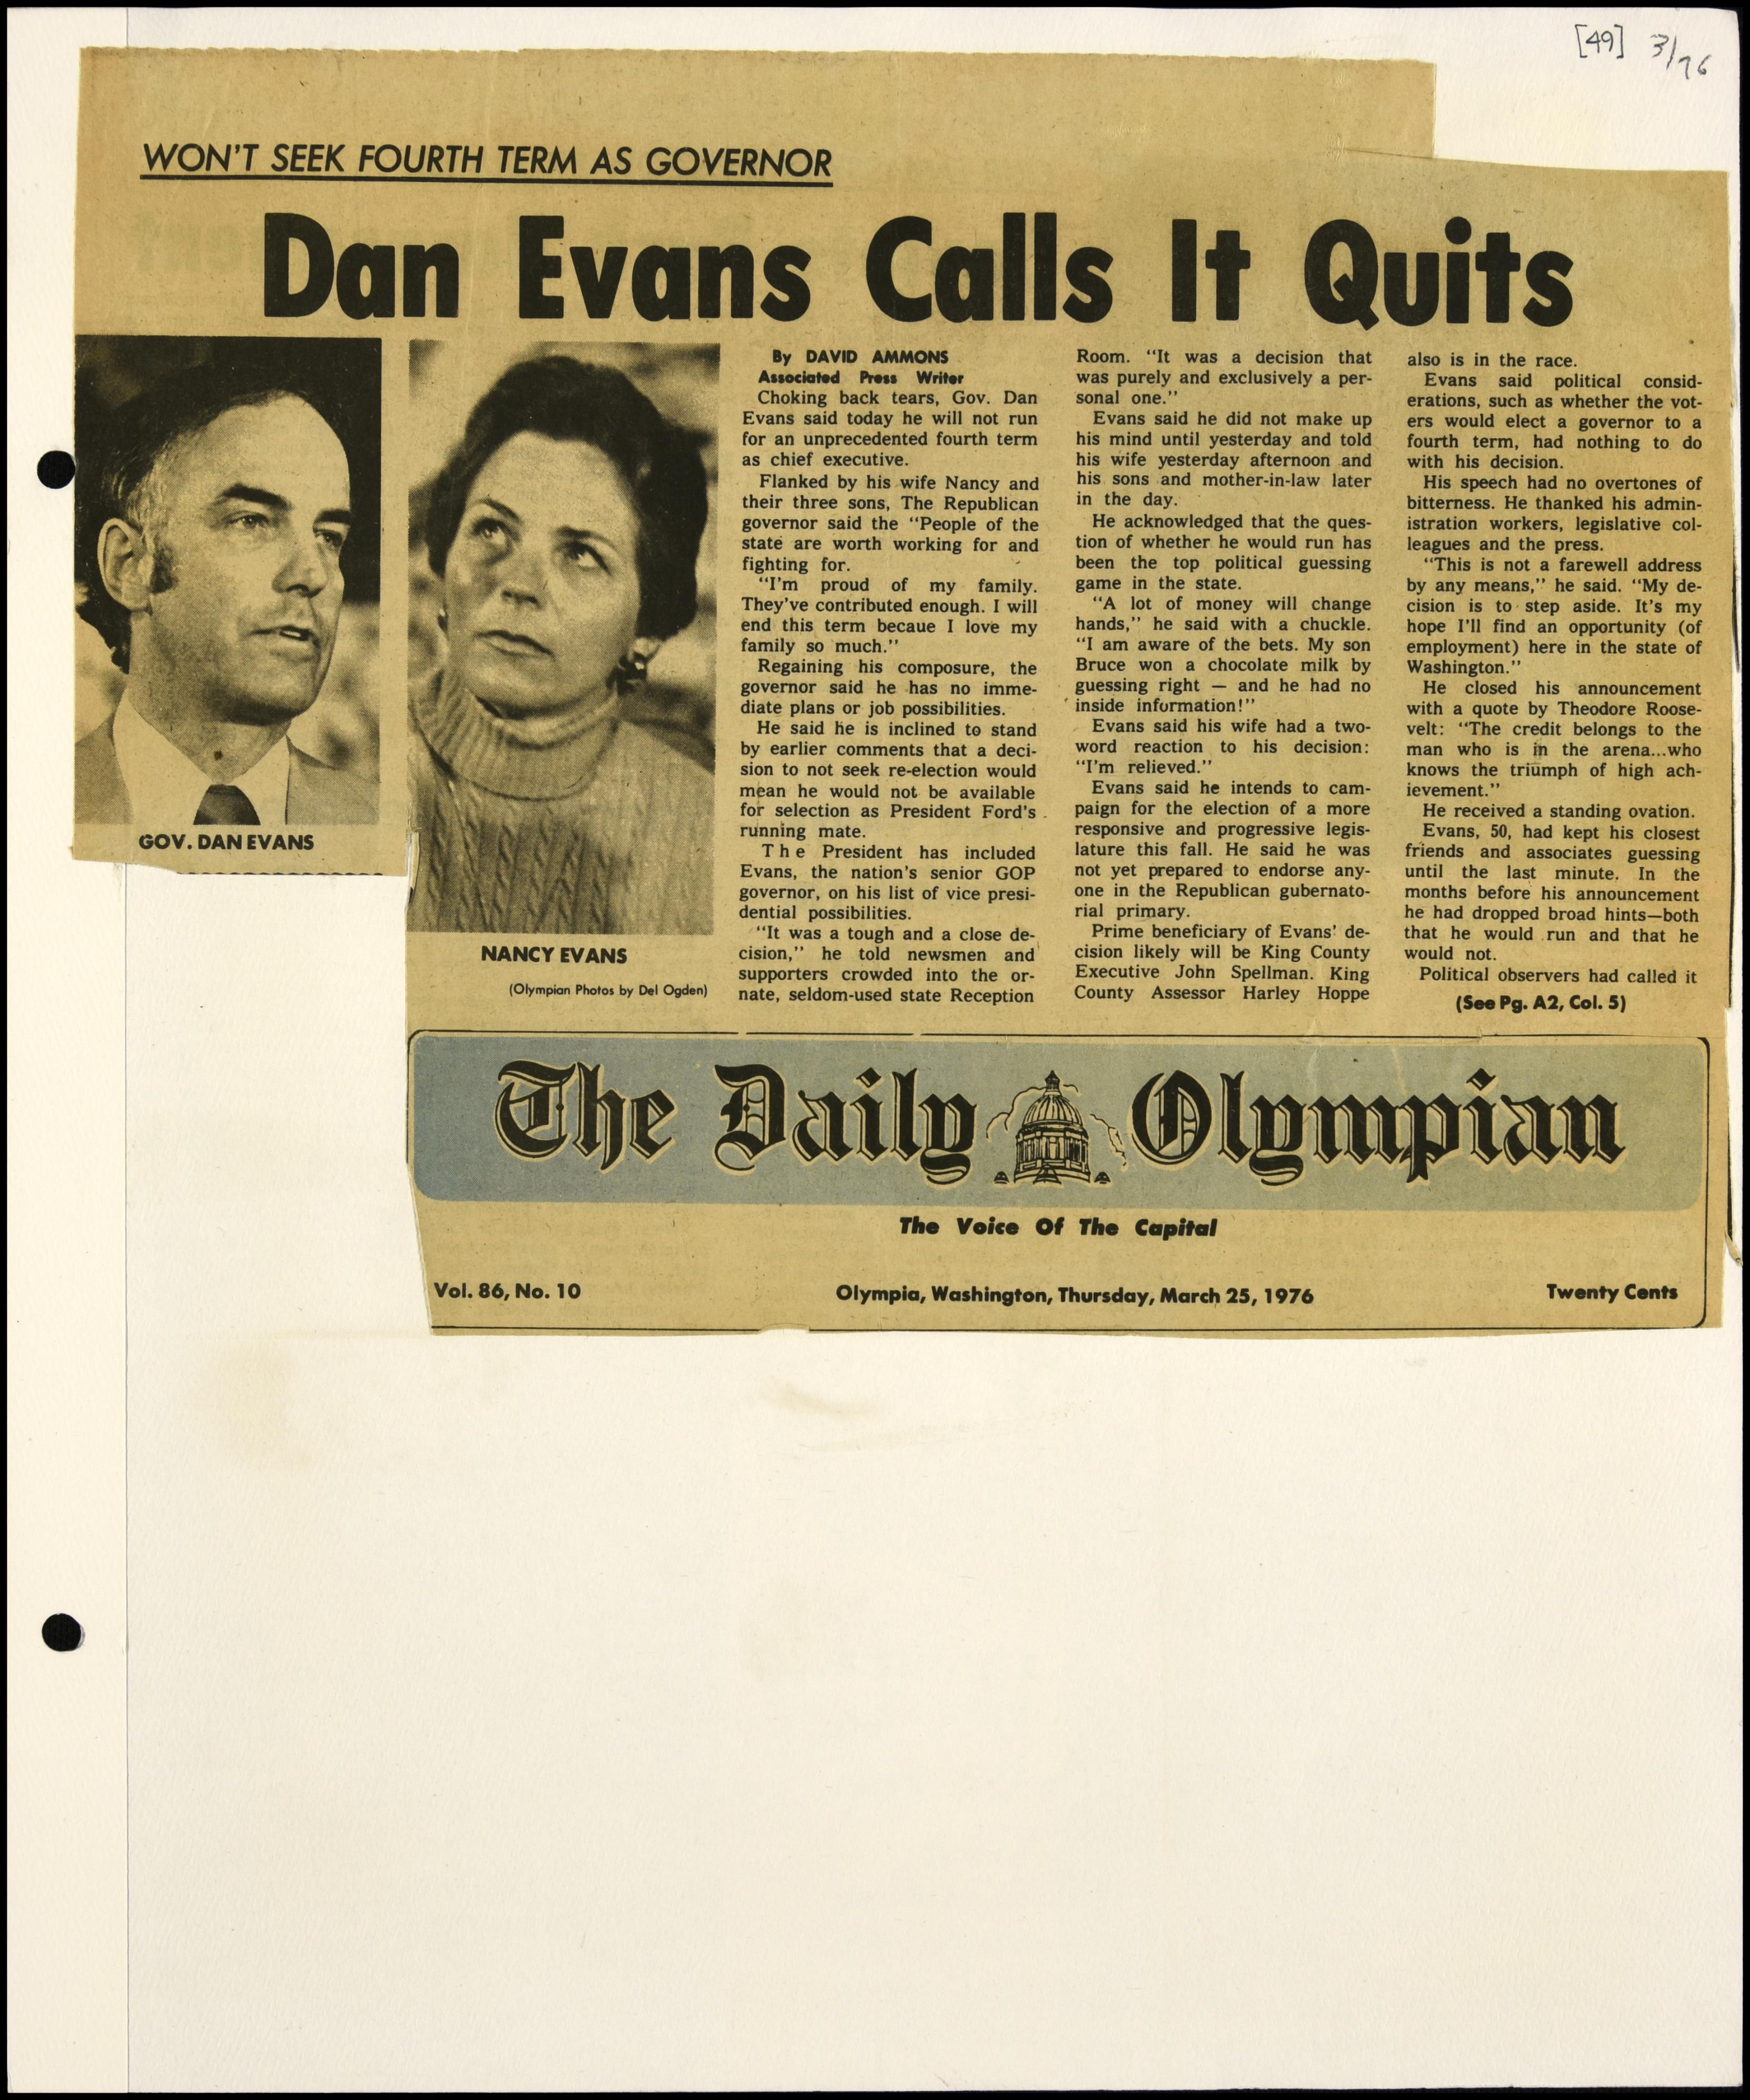 [49] 3/76
WON'T SEEK FOURTH TERM AS GOVERNOR
Dan Evans Calls It Quits
GOV. DAN EVANS
NANCY EVANS
(Olympian Photos by Del Ogden)
By DAVID AMMONS
Associated Press Writer
Choking back tears, Gov. Dan
Evans said today he will not run
for an unprecedented fourth term
as chief executive.
Flanked by his wife Nancy and
their three sons, The Republican
governor said the "People of the
state are worth working for and
fighting for.
"I'm proud of my family.
They've contributed enough. I will
end this term becaue I love my
family so much."
Regaining his composure, the
governor said he has no imme-
diate plans or job possibilities.
He said he is inclined to stand
by earlier comments that a deci-
sion to not seek re-election would
mean he would not be available
for selection as President Ford's
running mate.
The President has included
Evans, the nation's senior GOP
governor, on his list of vice presi-
dential possibilities.
"It was a tough and a close de-
cision," he told newsmen and
supporters crowded into the or-
nate, seldom-used state Reception
Room. "It was a decision that
was purely and exclusively a per-
sonal one."
Evans said he did not make up
his mind until yesterday and told
his wife yesterday afternoon and
his sons and mother-in-law later
in the day.
He acknowledged that the ques-
tion of whether he would run has
been the top political guessing
game in the state.
"A lot of money will change
hands," he said with a chuckle.
"I am aware of the bets. My son
Bruce won a chocolate milk by
guessing right — and he had no
inside information!"
Evans said his wife had a two-
word reaction to his decision:
"I'm relieved."
Evans said he intends to cam-
paign for the election of a more
responsive and progressive legis-
lature this fall. He said he was
not yet prepared to endorse any-
one in the Republican gubernato-
rial primary.
Prime beneficiary of Evans' de-
cision likely will be King County
Executive John Spellman. King
County Assessor Harley Hoppe
also is in the race.
Evans said political consid-
erations, such as whether the vot-
ers would elect a governor to a
fourth term, had nothing to do
with his decision.
His speech had no overtones of
bitterness. He thanked his admin-
istration workers, legislative col-
leagues and the press.
"This is not a farewell address
by any means," he said. "My de-
cision is to step aside. It's my
hope I'll find an opportunity (of
employment) here in the state of
Washington."
He closed his announcement
with a quote by Theodore Roose-
velt: "The credit belongs to the
man who is in the arena...who
knows the triumph of high ach-
ievement."
He received a standing ovation.
Evans, 50, had kept his closest
friends and associates guessing
until the last minute. In the
months before his announcement
he had dropped broad hints—both
that he would run and that he
would not.
Political observers had called it
(See Pg. A2, Col. 5)
The Daily Olympian
The Voice Of The Capital
Vol. 86, No. 10 Olympia, Washington, Thursday, March 25, 1976 Twenty Cents